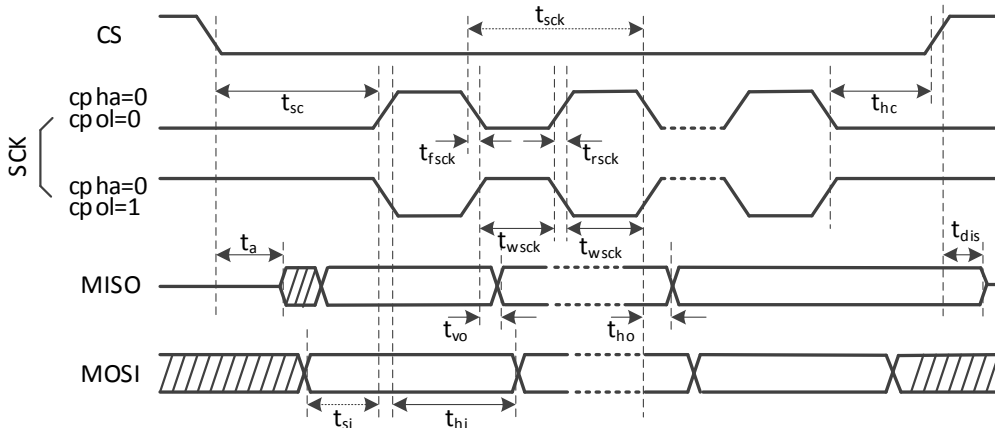 t_sck
CS
cpha=0
cpol=0
t_sc
t_hc
SCK
t_fsck
t_rsck
cpha=0
cpol=1
t_a
t_wsck
t_wsck
t_dis
MISO
t_vo
t_ho
MOSI
t_si
t_hi